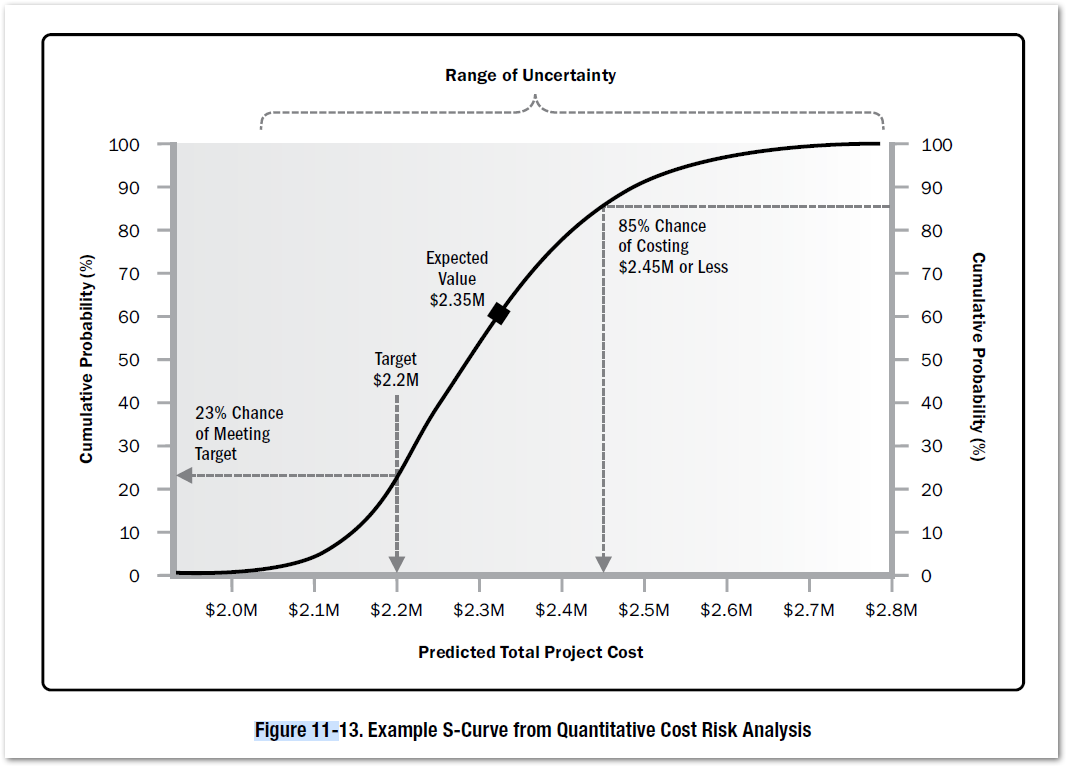 Range of Uncertainty
100
90
80
70
60
50
40
30
20
10
0
Cumulative Probability (%)
23% Chance
of Meeting
Target
Target
$2.2M
Expected
Value
$2.35M
85% Chance
of Costing
$2.45M or Less
100
90
80
70
60
50
40
30
20
10
0
Cumulative Probability (%)
$2.0M $2.1M $2.2M $2.3M $2.4M $2.5M $2.6M $2.7M $2.8M
Predicted Total Project Cost
Figure 11-13. Example S-Curve from Quantitative Cost Risk Analysis